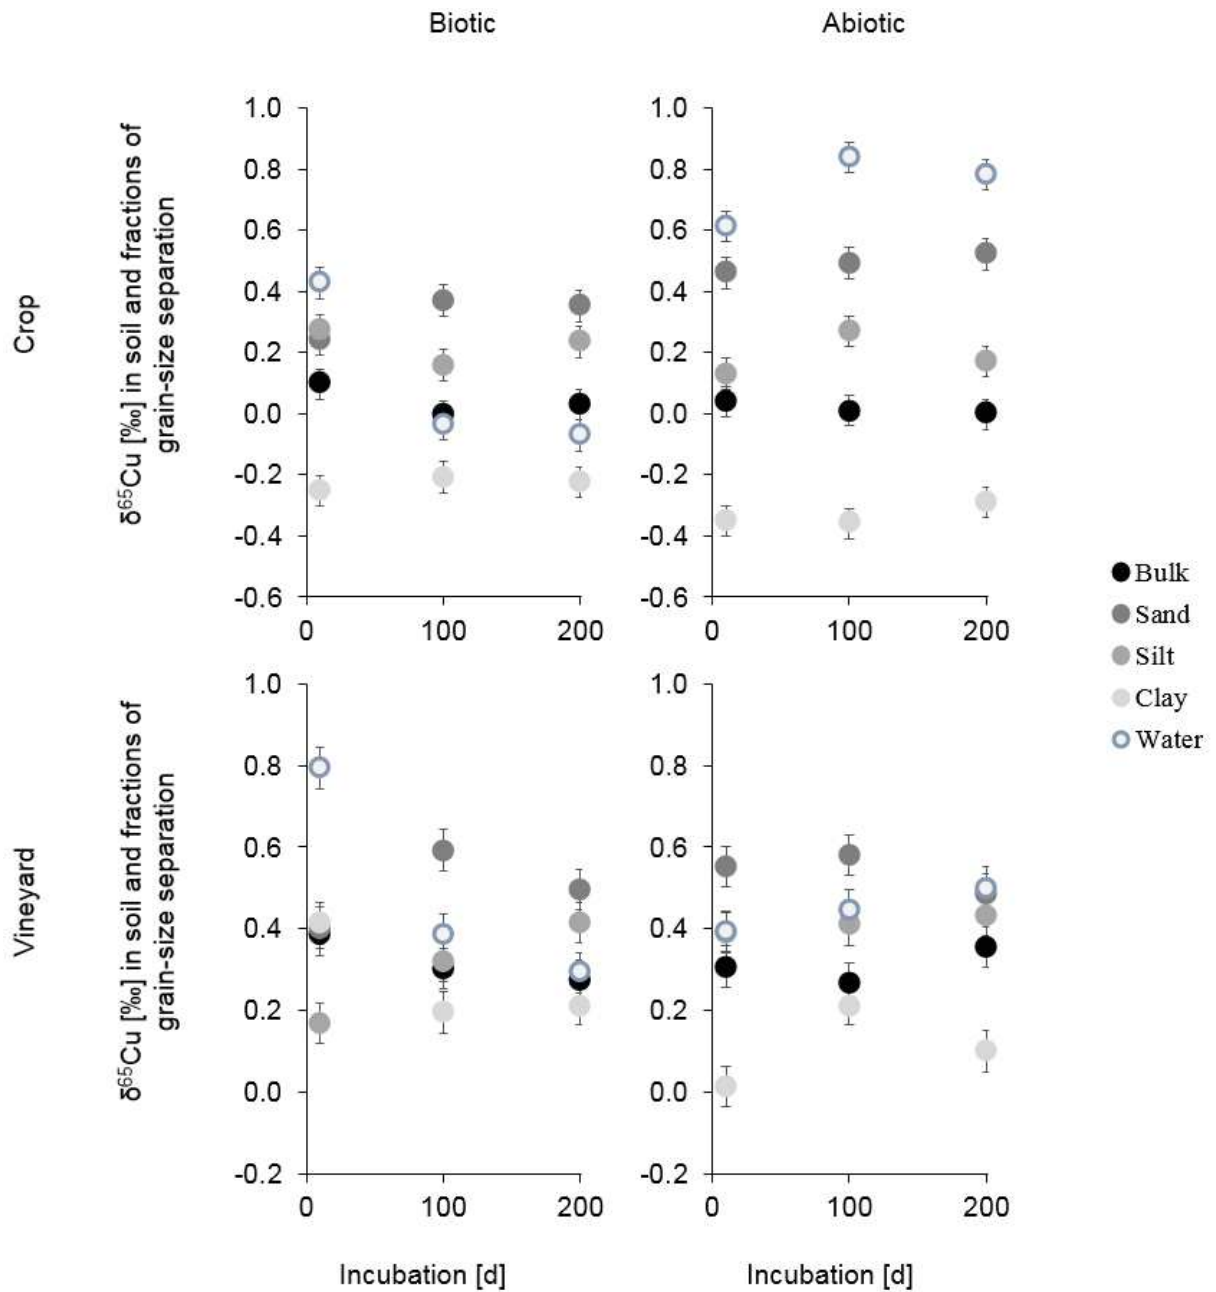 Biotic
Abiotic
Crop
δ⁶⁵Cu [‰] in soil and fractions of
grain-size separation
1.0
0.8
0.6
0.4
0.2
0.0
-0.2
-0.4
-0.6
0
100
200
1.0
0.8
0.6
0.4
0.2
0.0
-0.2
-0.4
-0.6
0
100
200
Bulk
Sand
Silt
Clay
Water
Vineyard
δ⁶⁵Cu [‰] in soil and fractions of
grain-size separation
1.0
0.8
0.6
0.4
0.2
0.0
-0.2
0
100
200
Incubation [d]
1.0
0.8
0.6
0.4
0.2
0.0
-0.2
0
100
200
Incubation [d]